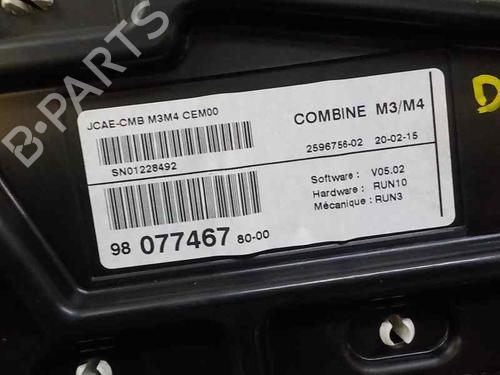 B-PARTS
JCAE-CMB M3M4 CEM00
COMBINE M3/M4
SN01228492
2596756-02 20-02-15
Software : V05.02
Hardware : RUN10
Mécanique : RUN3
98 077467 80-00
D